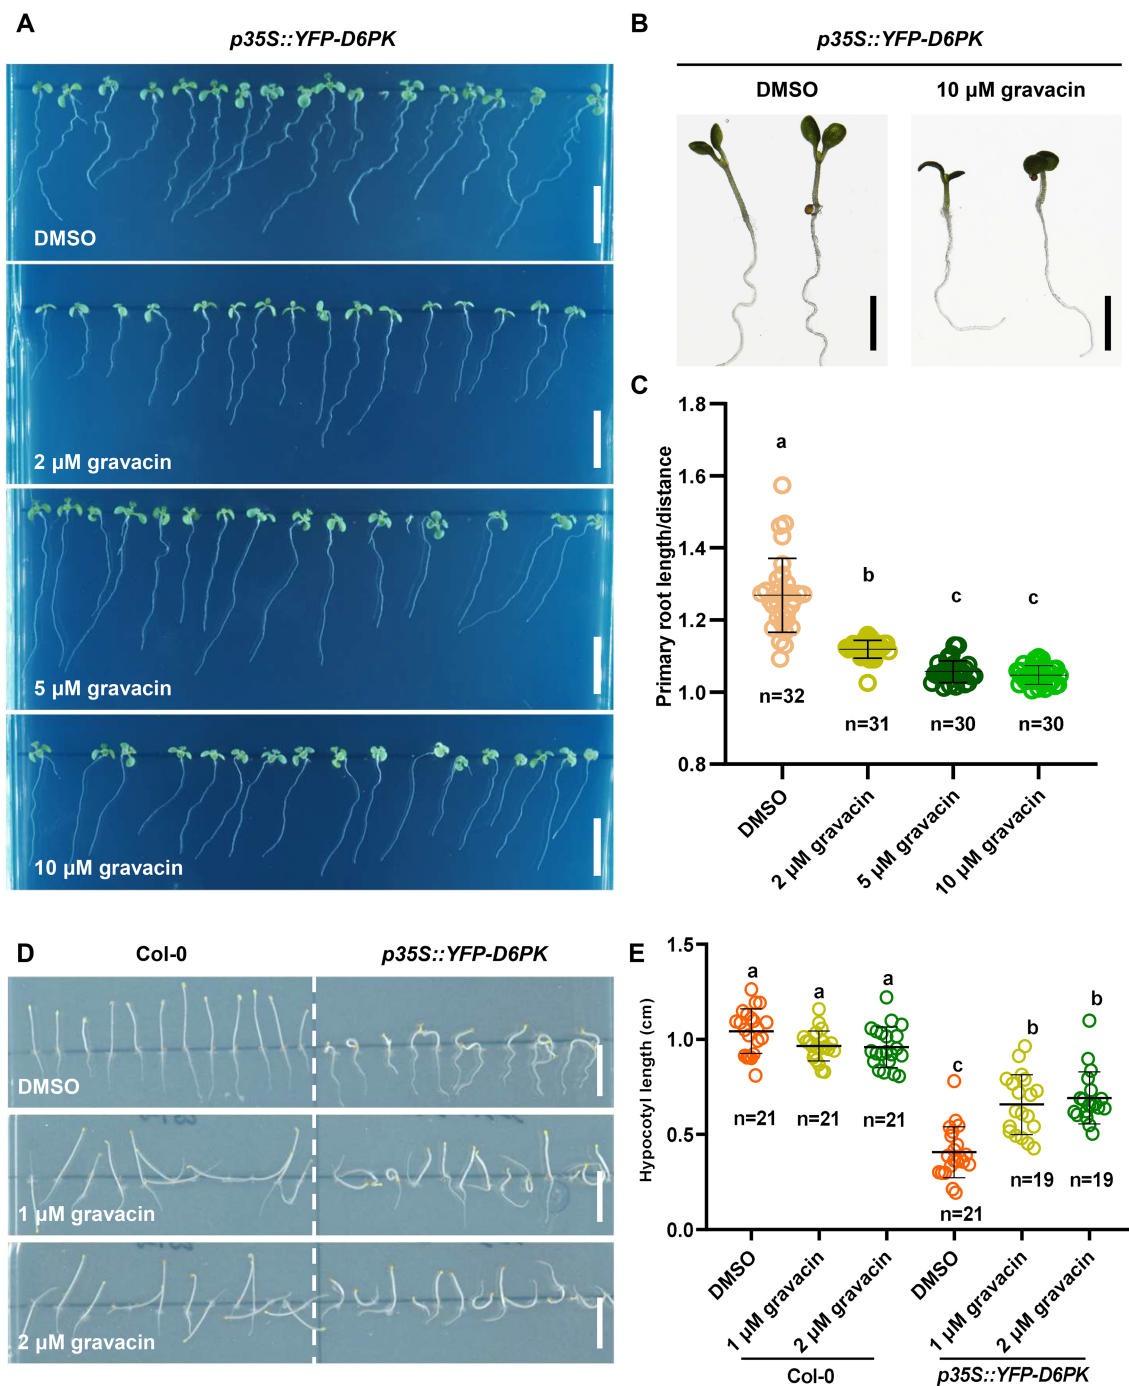 A
p35S::YFP-D6PK
DMSO
2 µM gravacin
5 µM gravacin
10 µM gravacin
B
p35S::YFP-D6PK
DMSO 10 µM gravacin
C
Primary root length/distance
1.8
1.6
1.4
1.2
1.0
0.8
a
b
c
c
n=32
n=31
n=30
n=30
DMSO
2 µM gravacin
5 µM gravacin
10 µM gravacin
D
Col-0 p35S::YFP-D6PK
DMSO
1 µM gravacin
2 µM gravacin
E
Hypocotyl length (cm)
1.5
1.0
0.5
0.0
a
a
a
c
b
b
n=21
n=21
n=21
n=21
n=19
n=19
DMSO
1 µM gravacin
2 µM gravacin
DMSO
1 µM gravacin
2 µM gravacin
Col-0
p35S::YFP-D6PK